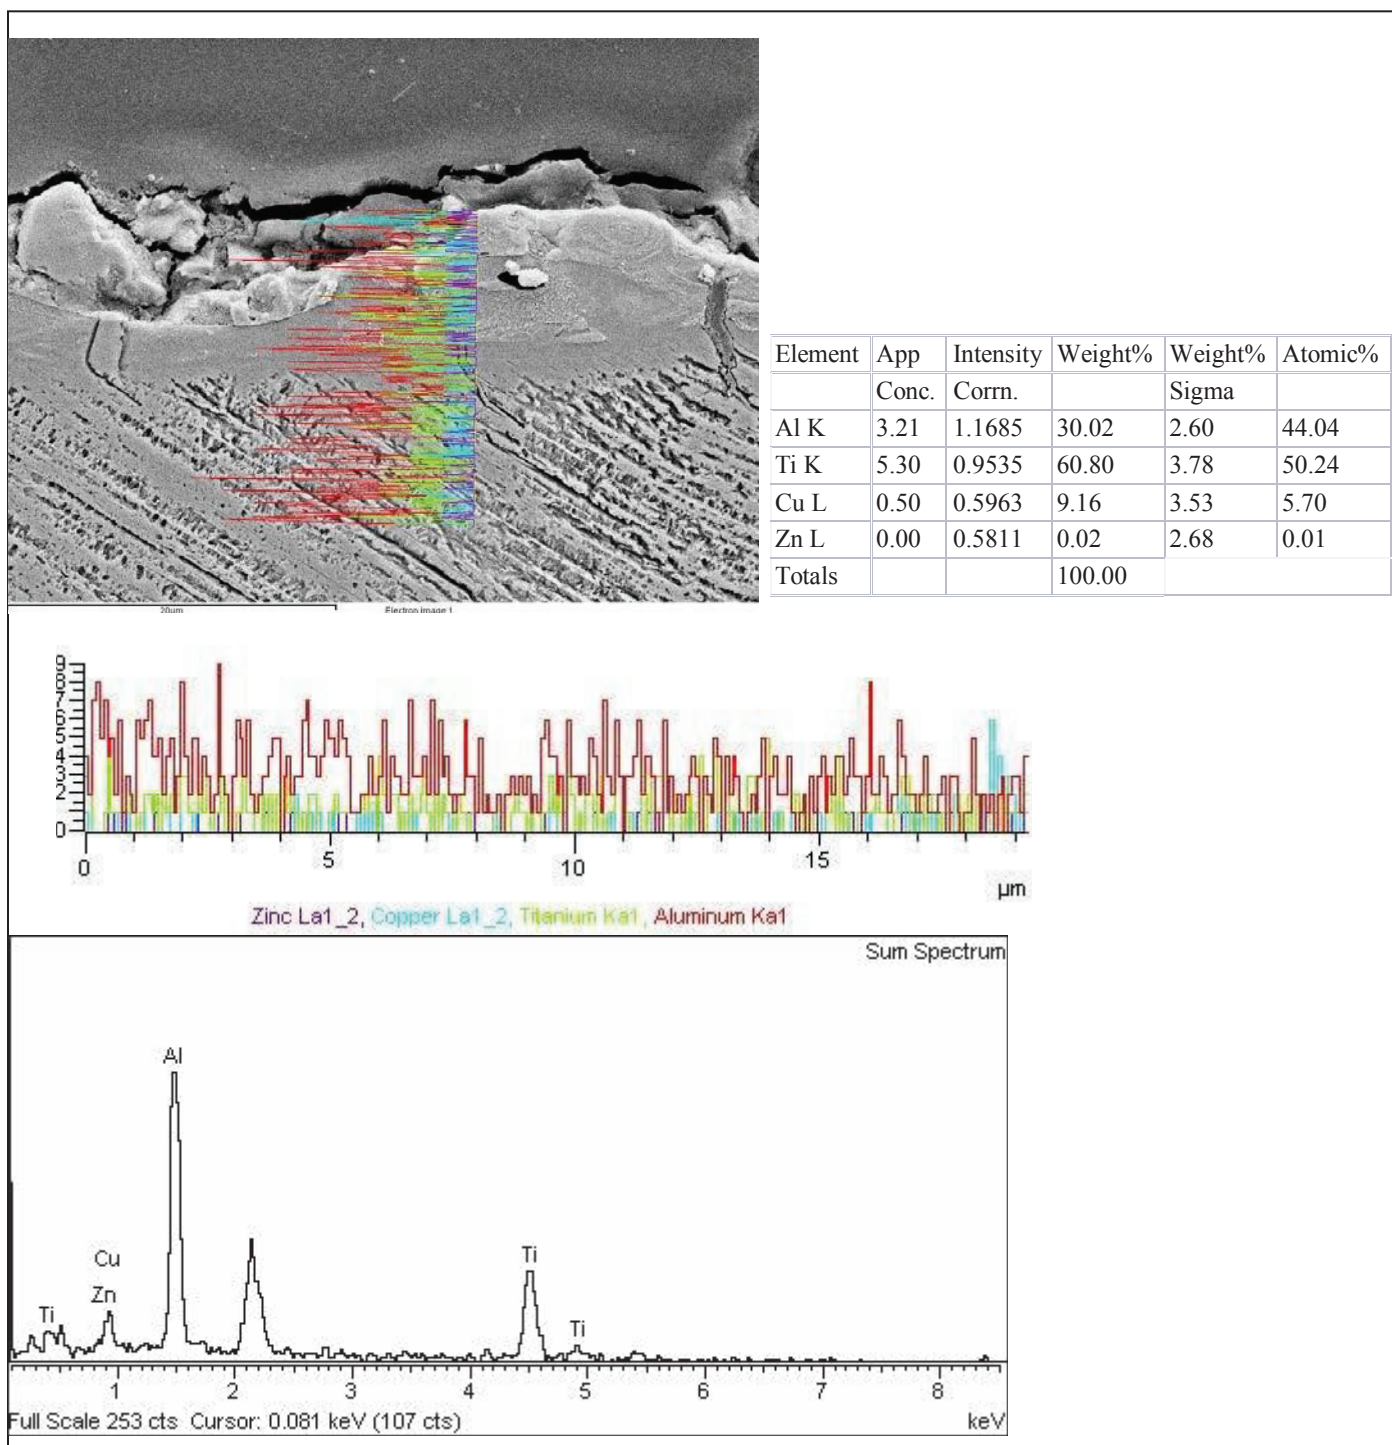 20µm Electron Image 1
Element App Intensity Weight% Weight% Atomic%
Conc. Corrn. Sigma
Al K 3.21 1.1685 30.02 2.60 44.04
Ti K 5.30 0.9535 60.80 3.78 50.24
Cu L 0.50 0.5963 9.16 3.53 5.70
Zn L 0.00 0.5811 0.02 2.68 0.01
Totals 100.00
9
8
7
6
5
4
3
2
1
0
0 5 10 15
µm
Zinc La1_2, Copper La1_2, Titanium Ka1, Aluminum Ka1
Sum Spectrum
Al
Cu
Ti
Zn
Ti
Ti
1 2 3 4 5 6 7 8
Full Scale 253 cts Cursor: 0.081 keV (107 cts) keV